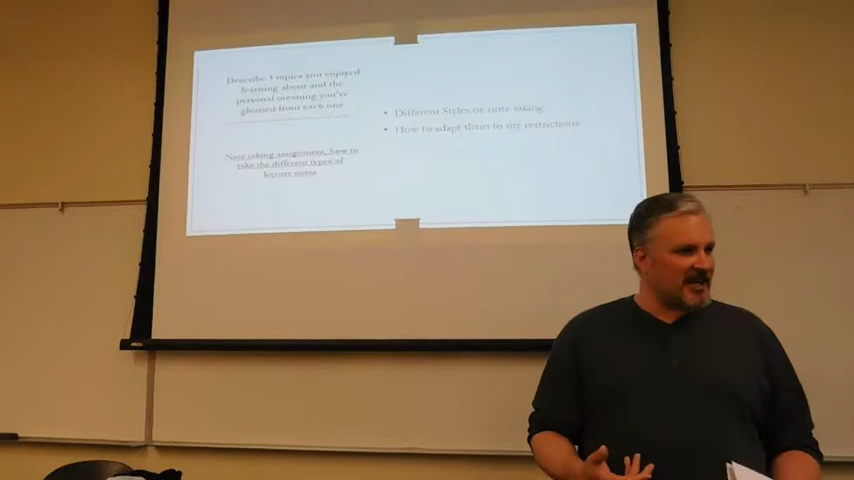 Describe 3 topics you enjoyed
learning about and the
personal meaning you've
gleaned from each one
Note taking assignment, how to
take the different types of
lecture notes
• Different Styles of note taking.
• How to adapt them to my restrictions